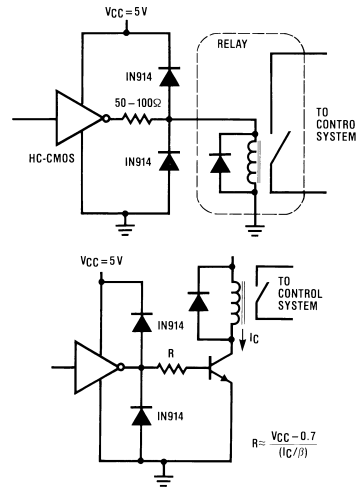 VCC=5V
RELAY
IN914
50–100Ω
HC-CMOS
IN914
TO
CONTRO
SYSTEM
VCC=5V
TO
CONTROL
SYSTEM
IN914
IC
R
IN914
R≈ VCC–0.7
(IC/β)